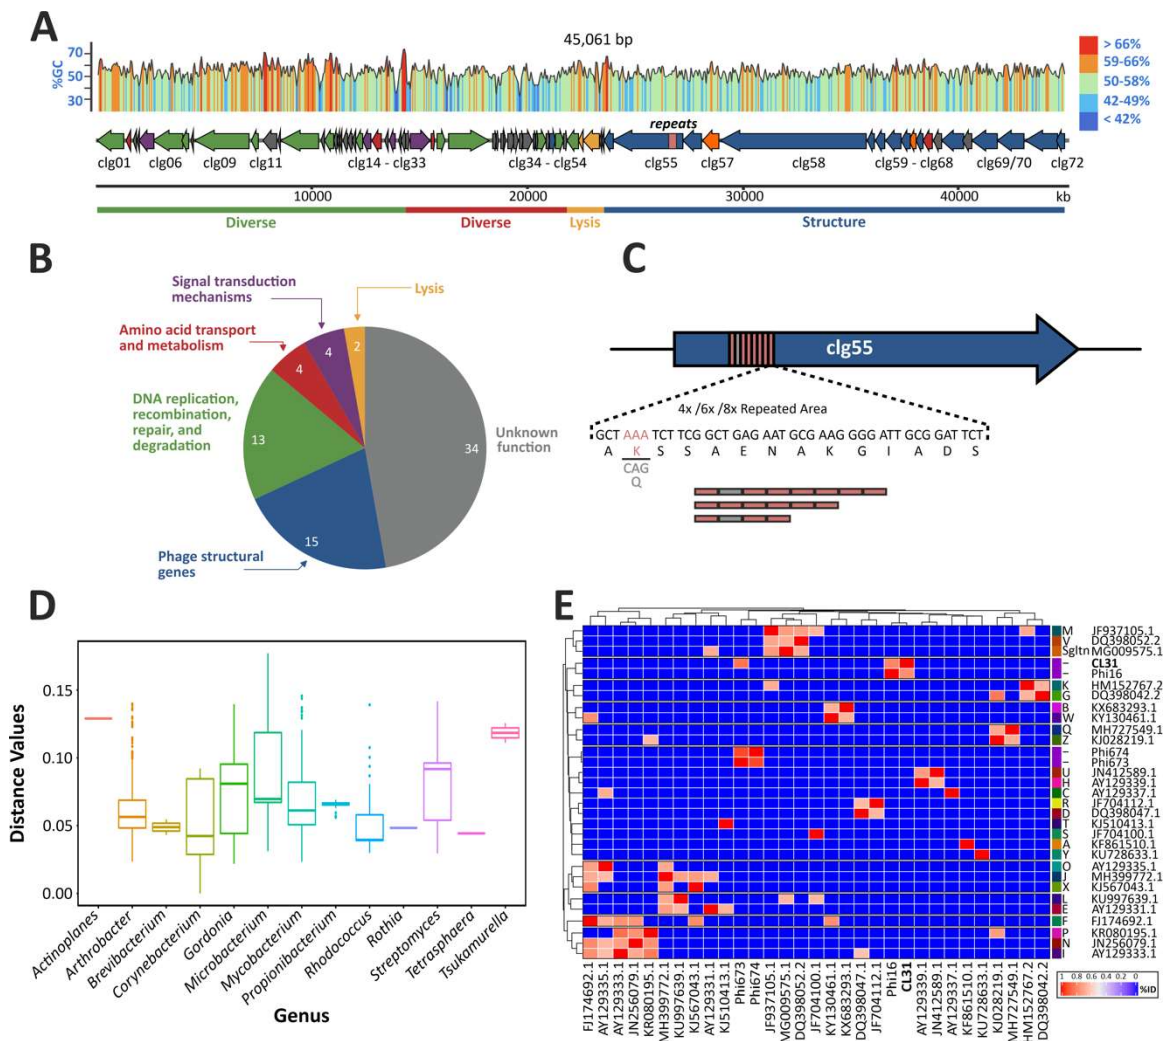 A
45,061 bp
%GC
70
50
30
> 66%
59-66%
50-58%
42-49%
< 42%
repeats
clg01 clg06 clg09 clg11 clg14 - clg33 clg34 - clg54 clg55 clg57 clg58 clg59 - clg68 clg69/70 clg72
10000 20000 30000 40000 kb
Diverse Diverse Lysis Structure
B
Signal transduction
mechanisms
Lysis
Amino acid transport
and metabolism
DNA replication,
recombination,
repair, and
degradation
Phage structural
genes
Unknown
function
2
4
4
13
15
34
C
clg55
4x /6x /8x Repeated Area
GCT AAA TCT TCG GCT GAG AAT GCG AAG GGG ATT GCG GAT TCT
A K S S A E N A K G I A D S
CAG
Q
D
Distance Values
0.15
0.10
0.05
0.00
Actinoplanes
Arthrobacter
Brevibacterium
Corynebacterium
Gordonia
Microbacterium
Mycobacterium
Propionibacterium
Rhodococcus
Rothia
Streptomyces
Tetrasphaera
Tsukamurella
Genus
E
M JF937105.1
V DQ398052.2
Sgltn MG009575.1
– CL31
– Phi16
K HM152767.2
G DQ398042.2
B KX683293.1
W KY130461.1
Q MH727549.1
Z KJ028219.1
– Phi674
– Phi673
U JN412589.1
H AY129339.1
C AY129337.1
R JF704112.1
D DQ398047.1
T KJ510413.1
S JF704100.1
A KF861510.1
Y KU728633.1
O AY129335.1
J MH399772.1
X KJ567043.1
L KU997639.1
E AY129331.1
F FJ174692.1
P KR080195.1
N JN256079.1
I AY129333.1
FJ174692.1
AY129335.1
AY129333.1
JN256079.1
KR080195.1
MH399772.1
KU997639.1
KJ567043.1
AY129331.1
KJ510413.1
Phi673
Phi674
JF937105.1
MG009575.1
DQ398052.2
JF704100.1
KY130461.1
KX683293.1
DQ398047.1
JF704112.1
Phi16
CL31
AY129339.1
JN412589.1
AY129337.1
KF861510.1
KU728633.1
KJ028219.1
MH727549.1
HM152767.2
DQ398042.2
1 0.8 0.6 0.4 0.2 0
%ID